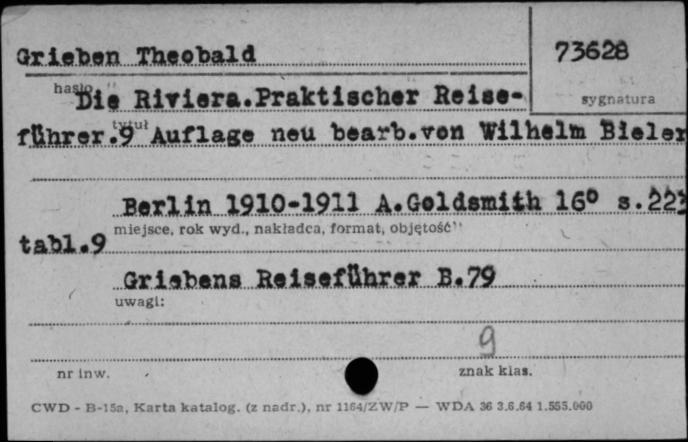 Grieben Theobald 73628
hasło sygnatura
Die Riviera.Praktischer Reise-
tytuł
führer.9 Auflage neu bearb.von Wilhelm Bieler
Berlin 1910-1911 A.Goldsmith 16º s.223
miejsce, rok wyd., nakładca, format, objętość
tabl.9
Griebens Reiseführer B.79
uwagi:
9
nr inw. znak klas.
CWD - B-15a, Karta katalog. (z nadr.), nr 1164/ZW/P — WDA 36 3.6.64 1.555.000